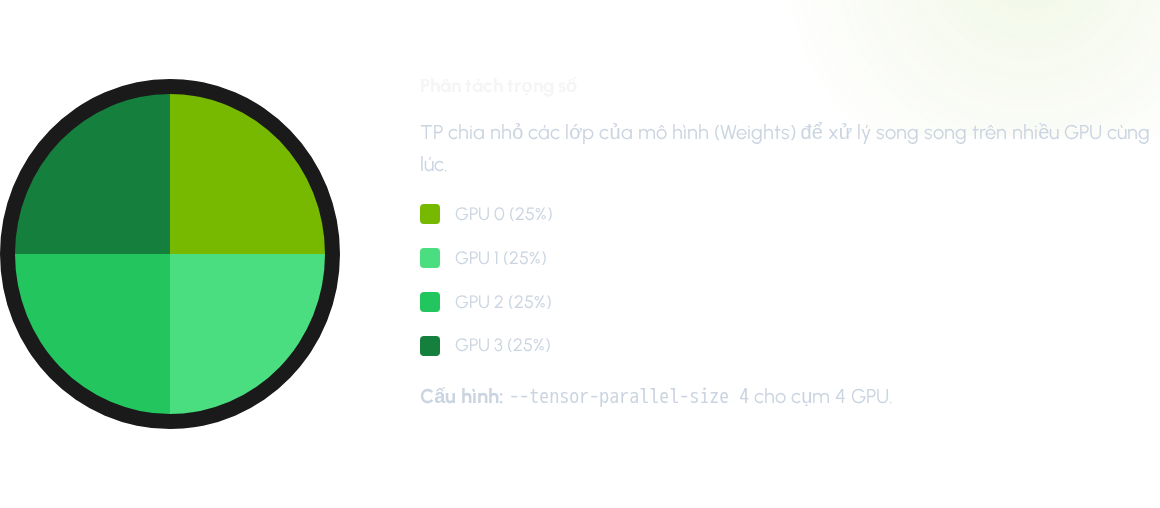 Phân tách trọng số
TP chia nhỏ các lớp của mô hình (Weights) để xử lý song song trên nhiều GPU cùng
lúc.
GPU 0 (25%)
GPU 1 (25%)
GPU 2 (25%)
GPU 3 (25%)
Cấu hình: --tensor-parallel-size 4 cho cụm 4 GPU.